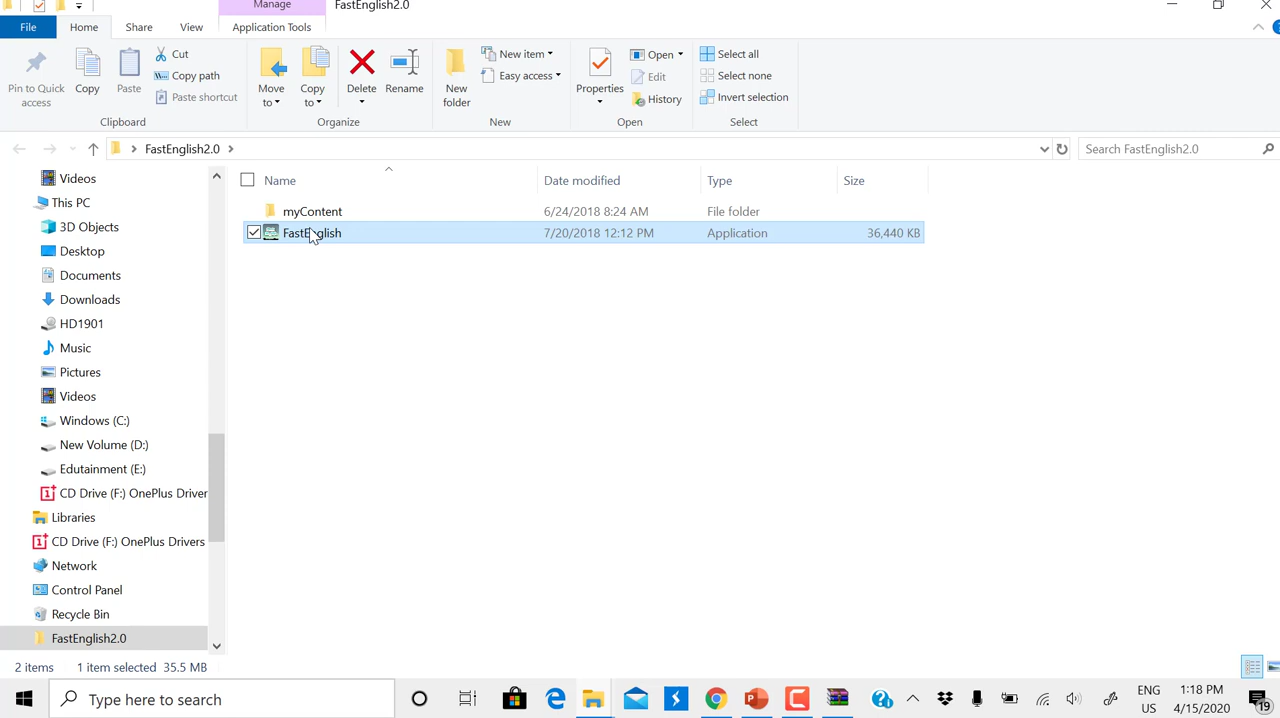 Manage
FastEnglish2.0
File
Home
Share
View
Application Tools
Pin to Quick access
Copy
Paste
Cut
Copy path
Paste shortcut
Clipboard
Move to
Copy to
Delete
Rename
Organize
New folder
New item
Easy access
New
Properties
Open
Edit
History
Open
Select all
Select none
Invert selection
Select
FastEnglish2.0
Search FastEnglish2.0
Name Date modified Type Size
myContent 6/24/2018 8:24 AM File folder
FastEnglish 7/20/2018 12:12 PM Application 36,440 KB
Videos
This PC
3D Objects
Desktop
Documents
Downloads
HD1901
Music
Pictures
Videos
Windows (C:)
New Volume (D:)
Edutainment (E:)
CD Drive (F:) OnePlus Driver
Libraries
CD Drive (F:) OnePlus Drivers
Network
Control Panel
Recycle Bin
FastEnglish2.0
2 items 1 item selected 35.5 MB
Type here to search
ENG
US
1:18 PM
4/15/2020
19